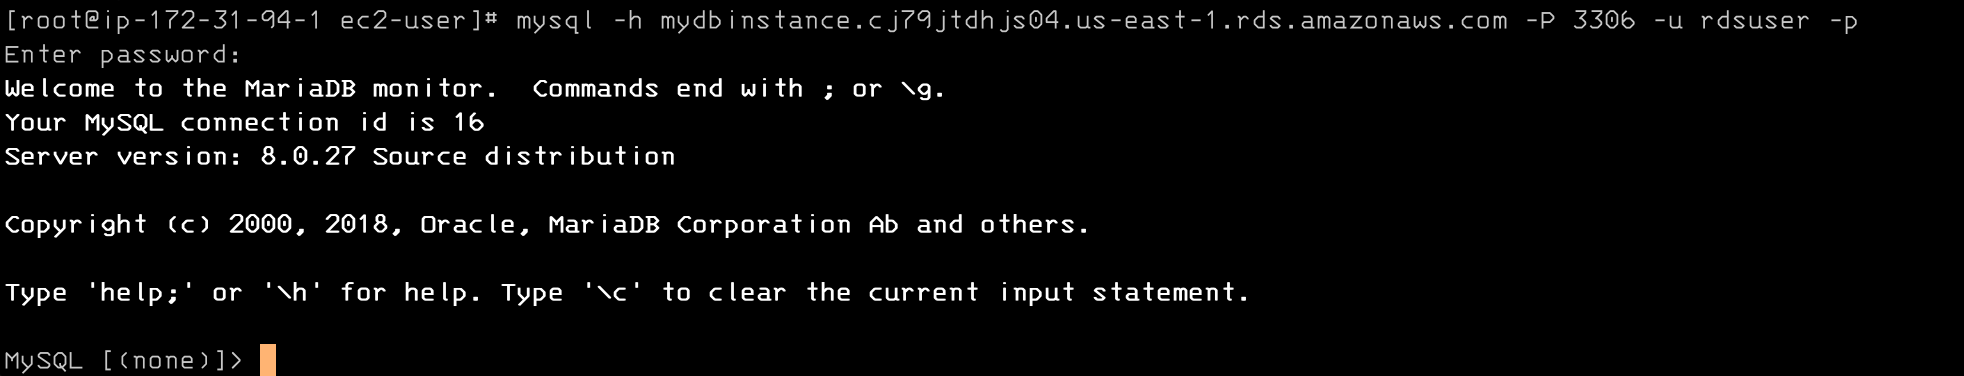 [root@ip-172-31-94-1 ec2-user]# mysql -h mydbinstance.cj79jtdhjs04.us-east-1.rds.amazonaws.com -P 3306 -u rdsuser -p
Enter password:
Welcome to the MariaDB monitor.  Commands end with ; or \g.
Your MySQL connection id is 16
Server version: 8.0.27 Source distribution
Copyright (c) 2000, 2018, Oracle, MariaDB Corporation Ab and others.
Type 'help;' or '\h' for help. Type '\c' to clear the current input statement.
MySQL [(none)]>